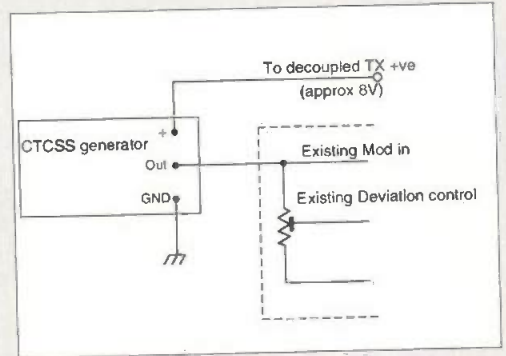 To decoupled TX +ve
(approx 8V)
CTCSS generator
+
Out
GND
Existing Mod in
Existing Deviation control